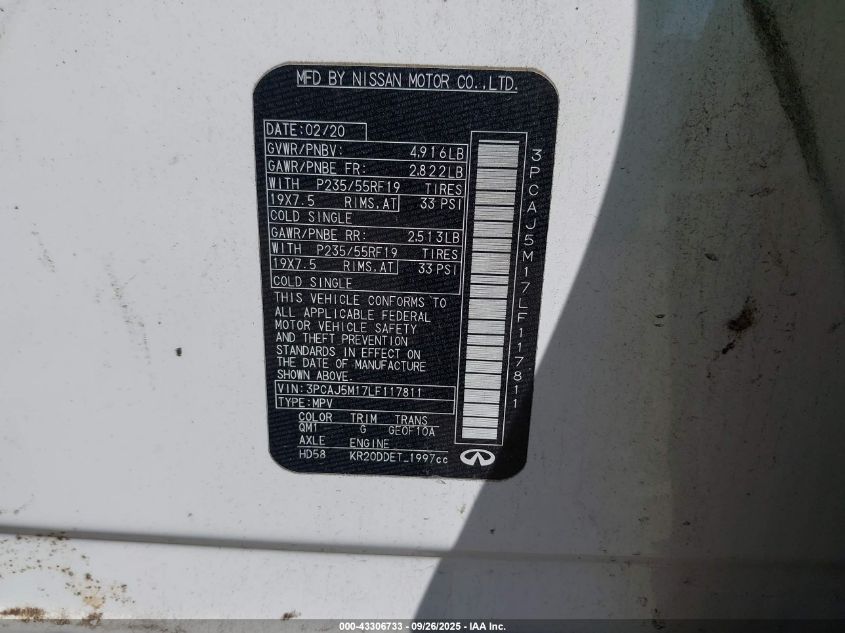 MFD BY NISSAN MOTOR CO.,LTD.
DATE:02/20
GVWR/PNBV: 4,916LB
GAWR/PNBE FR: 2,822LB
WITH P235/55RF19 TIRES
19X7.5 RIMS.AT 33 PSI
COLD SINGLE
GAWR/PNBE RR: 2,513LB
WITH P235/55RF19 TIRES
19X7.5 RIMS.AT 33 PSI
COLD SINGLE
THIS VEHICLE CONFORMS TO
ALL APPLICABLE FEDERAL
MOTOR VEHICLE SAFETY
AND THEFT PREVENTION
STANDARDS IN EFFECT ON
THE DATE OF MANUFACTURE
SHOWN ABOVE.
VIN:3PCAJ5M17LF117811
TYPE:MPV
COLOR TRIM TRANS
QM1 G GE0F10A
AXLE ENGINE
HD58 KR20DDET_1997cc
3PCAJ5M17LF117811
000-43306733 - 09/26/2025 - IAA Inc.